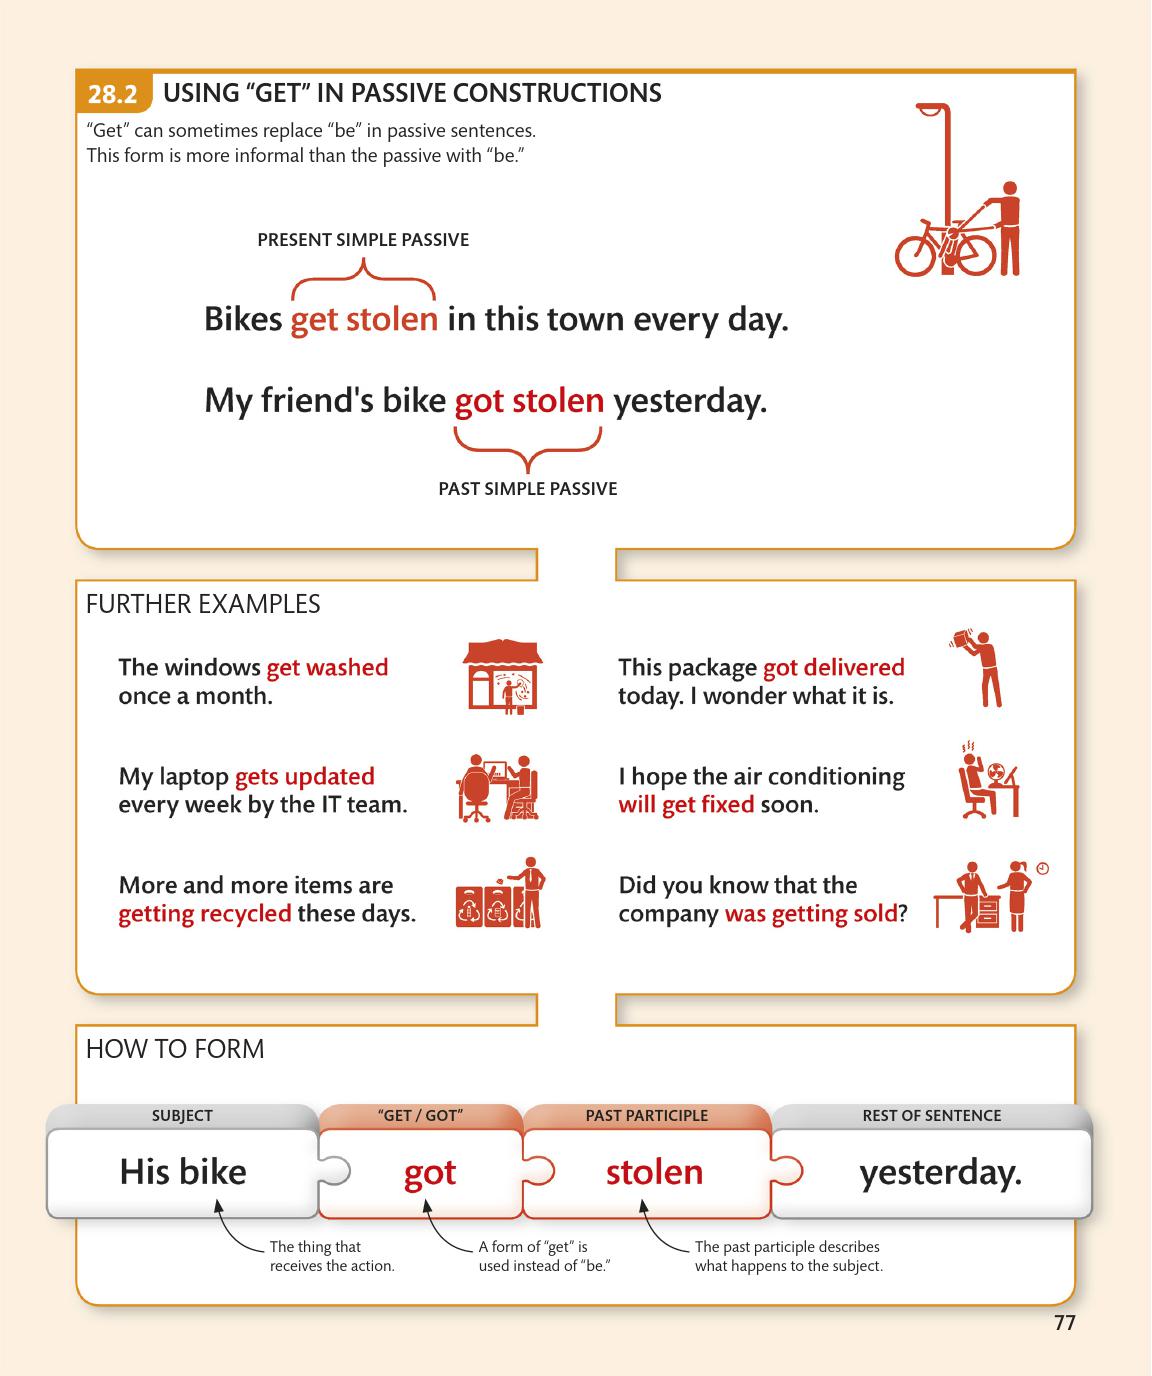 28.2 USING “GET” IN PASSIVE CONSTRUCTIONS
“Get” can sometimes replace “be” in passive sentences.
This form is more informal than the passive with “be.”
PRESENT SIMPLE PASSIVE
Bikes get stolen in this town every day.
My friend's bike got stolen yesterday.
PAST SIMPLE PASSIVE
FURTHER EXAMPLES
The windows get washed
once a month.
This package got delivered
today. I wonder what it is.
My laptop gets updated
every week by the IT team.
I hope the air conditioning
will get fixed soon.
More and more items are
getting recycled these days.
Did you know that the
company was getting sold?
HOW TO FORM
SUBJECT
“GET / GOT”
PAST PARTICIPLE
REST OF SENTENCE
His bike
got
stolen
yesterday.
The thing that
receives the action.
A form of “get” is
used instead of “be.”
The past participle describes
what happens to the subject.
77